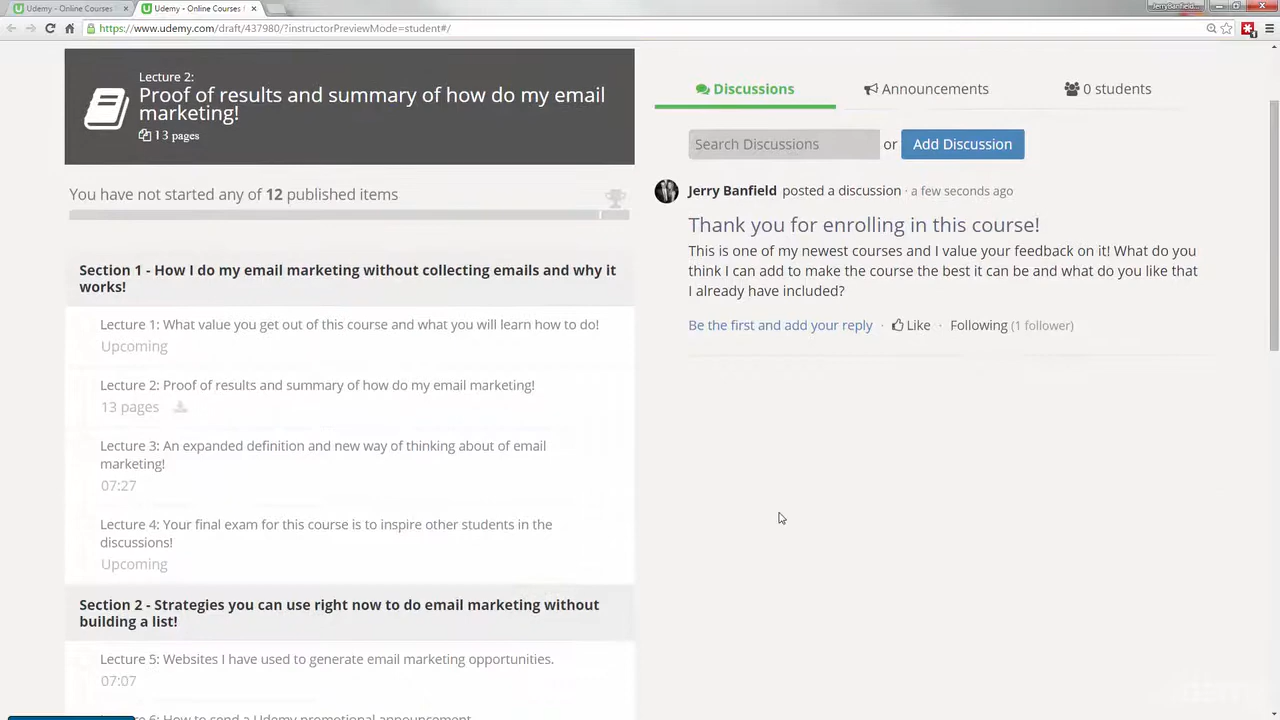 Udemy - Online Courses
Udemy - Online Courses
JerryBanfield...
https://www.udemy.com/draft/437980/?instructorPreviewMode=student#/
Lecture 2:
Proof of results and summary of how do my email
marketing!
13 pages
You have not started any of 12 published items
Section 1 - How I do my email marketing without collecting emails and why it
works!
Lecture 1: What value you get out of this course and what you will learn how to do!
Upcoming
Lecture 2: Proof of results and summary of how do my email marketing!
13 pages
Lecture 3: An expanded definition and new way of thinking about of email
marketing!
07:27
Lecture 4: Your final exam for this course is to inspire other students in the
discussions!
Upcoming
Section 2 - Strategies you can use right now to do email marketing without
building a list!
Lecture 5: Websites I have used to generate email marketing opportunities.
07:07
6: How to send a Udemy promotional announcement
Discussions
Announcements
0 students
Search Discussions or Add Discussion
Jerry Banfield posted a discussion · a few seconds ago
Thank you for enrolling in this course!
This is one of my newest courses and I value your feedback on it! What do you
think I can add to make the course the best it can be and what do you like that
I already have included?
Be the first and add your reply · Like · Following (1 follower)